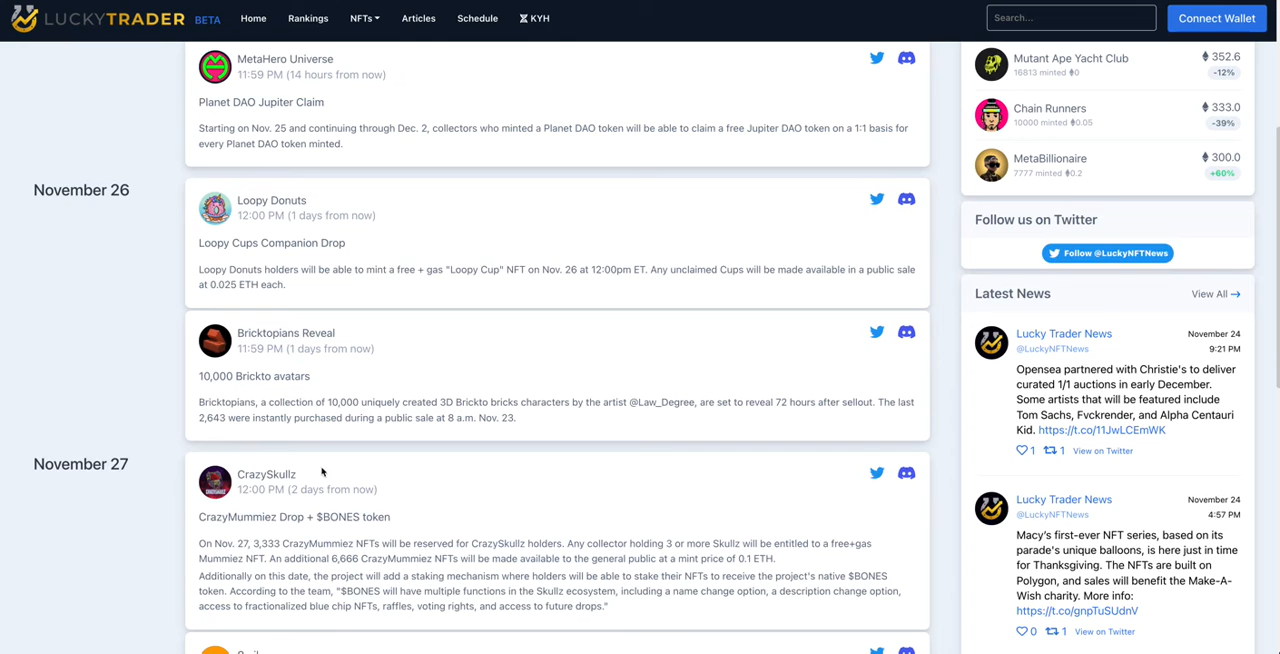 LUCKYTRADER BETA
Home Rankings NFTs Articles Schedule KYH
Search...
Connect Wallet
MetaHero Universe
11:59 PM (14 hours from now)
Planet DAO Jupiter Claim
Starting on Nov. 25 and continuing through Dec. 2, collectors who minted a Planet DAO token will be able to claim a free Jupiter DAO token on a 1:1 basis for
every Planet DAO token minted.
November 26
Loopy Donuts
12:00 PM (1 days from now)
Loopy Cups Companion Drop
Loopy Donuts holders will be able to mint a free + gas "Loopy Cup" NFT on Nov. 26 at 12:00pm ET. Any unclaimed Cups will be made available in a public sale
at 0.025 ETH each.
Bricktopians Reveal
11:59 PM (1 days from now)
10,000 Brickto avatars
Bricktopians, a collection of 10,000 uniquely created 3D Brickto bricks characters by the artist @Law_Degree, are set to reveal 72 hours after sellout. The last
2,643 were instantly purchased during a public sale at 8 a.m. Nov. 23.
November 27
CrazySkullz
12:00 PM (2 days from now)
CrazyMummiez Drop + $BONES token
On Nov. 27, 3,333 CrazyMummiez NFTs will be reserved for CrazySkullz holders. Any collector holding 3 or more Skullz will be entitled to a free+gas
Mummiez NFT. An additional 6,666 CrazyMummiez NFTs will be made available to the general public at a mint price of 0.1 ETH.
Additionally on this date, the project will add a staking mechanism where holders will be able to stake their NFTs to receive the project's native $BONES
token. According to the team, "$BONES will have multiple functions in the Skullz ecosystem, including a name change option, a description change option,
access to fractionalized blue chip NFTs, raffles, voting rights, and access to future drops."
Mutant Ape Yacht Club 352.6
16813 minted 0 -12%
Chain Runners 333.0
10000 minted 0.05 -39%
MetaBillionaire 300.0
7777 minted 0.2 +60%
Follow us on Twitter
Follow @LuckyNFTNews
Latest News View All →
Lucky Trader News November 24
@LuckyNFTNews 9:21 PM
Opensea partnered with Christie's to deliver
curated 1/1 auctions in early December.
Some artists that will be featured include
Tom Sachs, Fvckrender, and Alpha Centauri
Kid. https://t.co/11JwLCEmWK
1 1 View on Twitter
Lucky Trader News November 24
@LuckyNFTNews 4:57 PM
Macy's first-ever NFT series, based on its
parade's unique balloons, is here just in time
for Thanksgiving. The NFTs are built on
Polygon, and sales will benefit the Make-A-
Wish charity. More info:
https://t.co/gnpTuSUdnV
0 1 View on Twitter